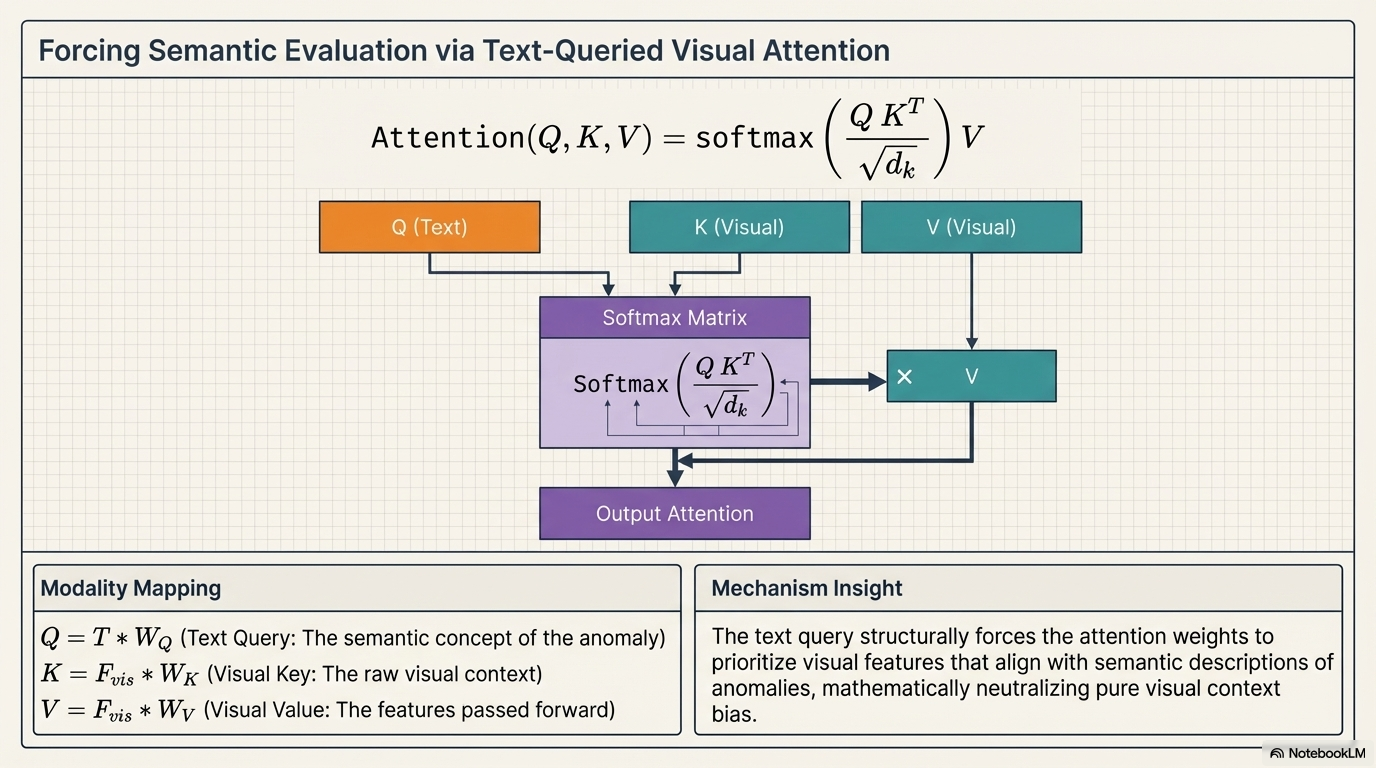 Forcing Semantic Evaluation via Text-Queried Visual Attention
Attention(Q, K, V) = softmax(Q K^T / √d_k) V
Q (Text)
K (Visual)
V (Visual)
Softmax Matrix
Softmax(Q K^T / √d_k)
× V
Output Attention
Modality Mapping
Q = T * W_Q (Text Query: The semantic concept of the anomaly)
K = F_vis * W_K (Visual Key: The raw visual context)
V = F_vis * W_V (Visual Value: The features passed forward)
Mechanism Insight
The text query structurally forces the attention weights to
prioritize visual features that align with semantic descriptions of
anomalies, mathematically neutralizing pure visual context
bias.
NotebookLM